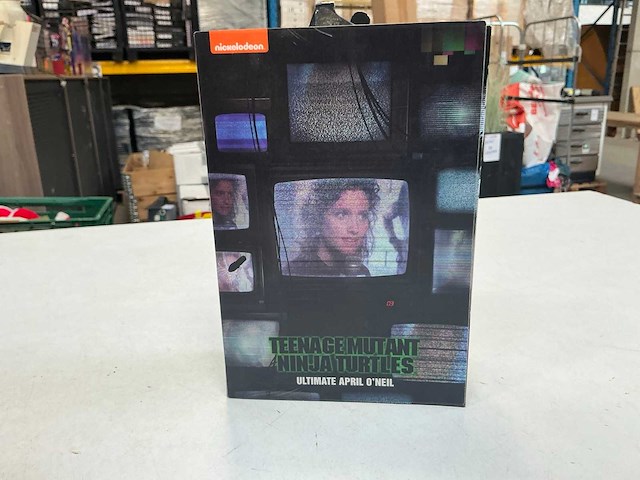 nickelodeon
TEENAGE MUTANT
NINJA TURTLES
ULTIMATE APRIL O'NEIL